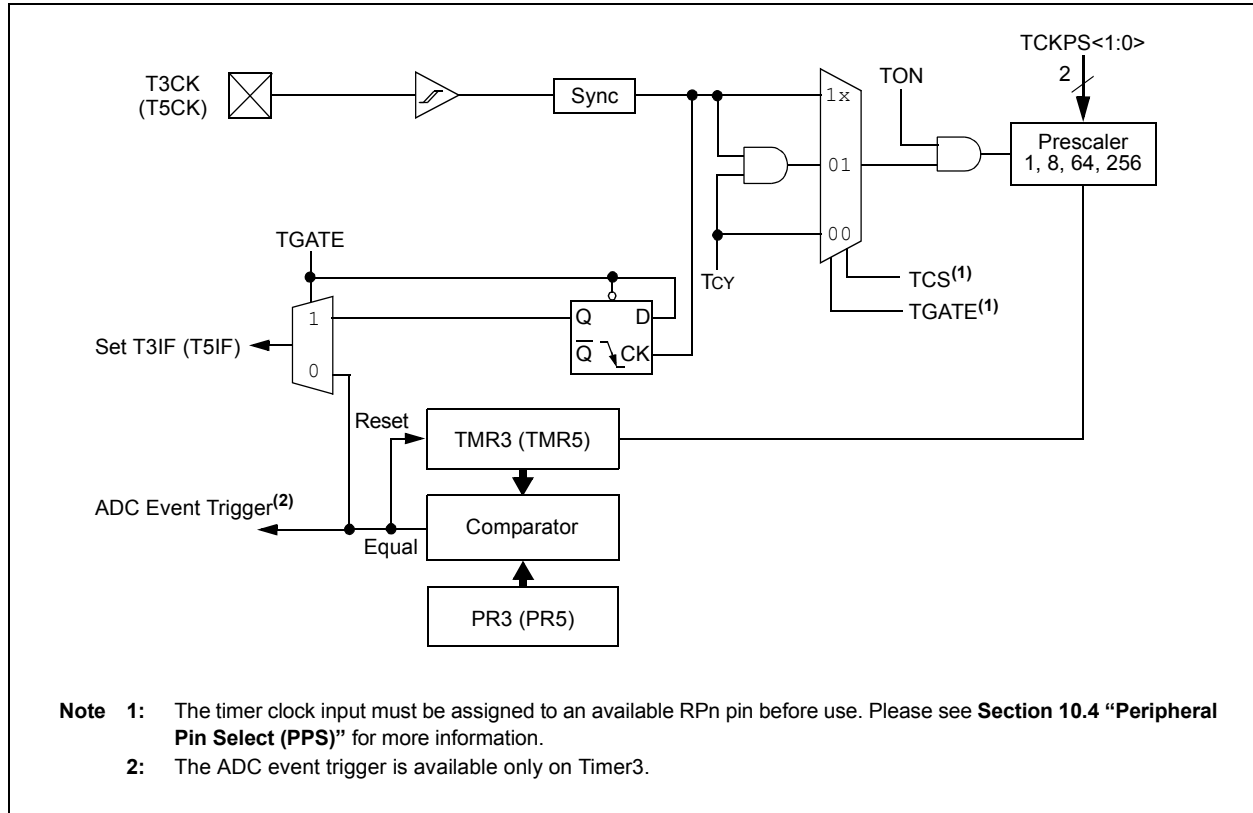 TCKPS<1:0>
2
T3CK
(T5CK)
Sync
TON
1x
Prescaler
1, 8, 64, 256
01
00
TGATE
TCY
TCS(1)
TGATE(1)
1
Q D
Set T3IF (T5IF)
Q CK
0
Reset
TMR3 (TMR5)
ADC Event Trigger(2)
Comparator
Equal
PR3 (PR5)
Note 1: The timer clock input must be assigned to an available RPn pin before use. Please see Section 10.4 “Peripheral
Pin Select (PPS)” for more information.
2: The ADC event trigger is available only on Timer3.